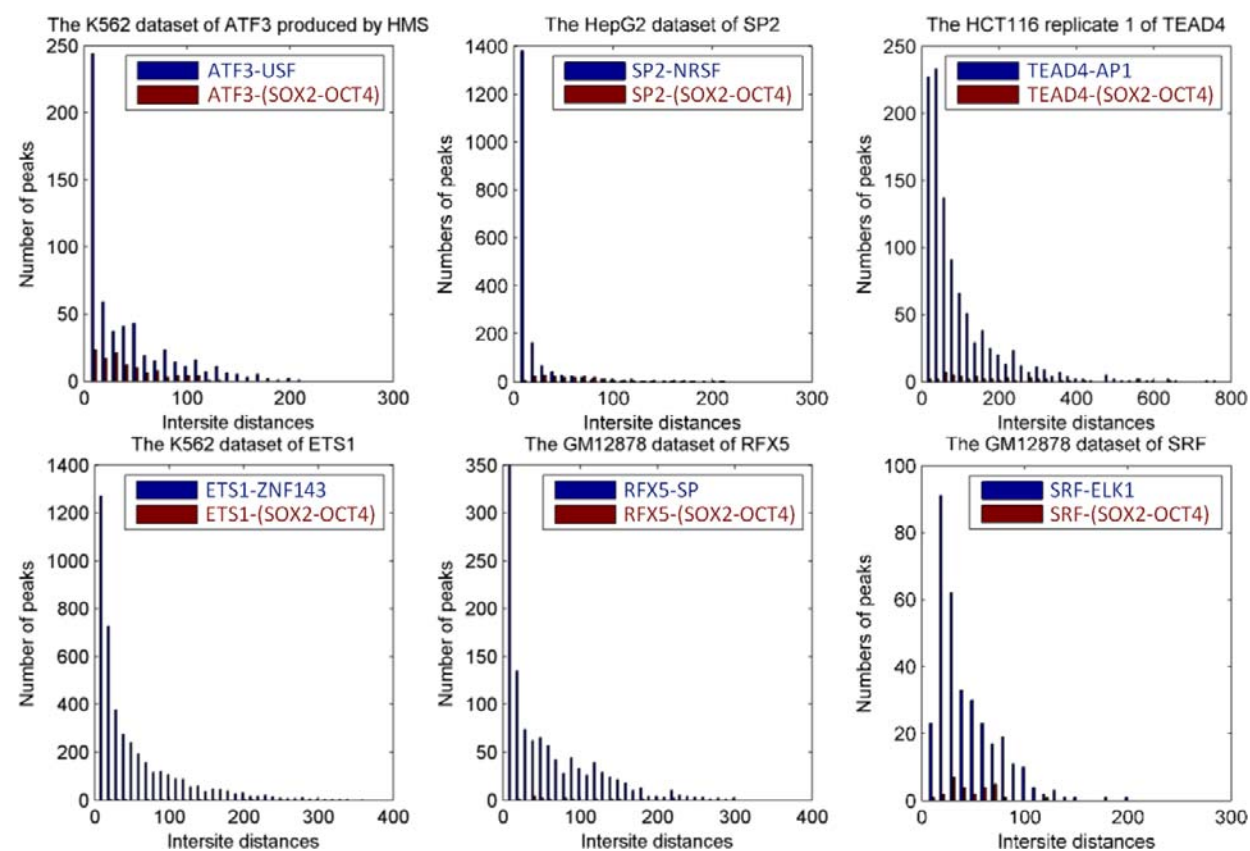 The K562 dataset of ATF3 produced by HMS
250
200
150
100
50
0
Number of peaks
ATF3-USF
ATF3-(SOX2-OCT4)
0 100 200 300
Intersite distances
The HepG2 dataset of SP2
1400
1200
1000
800
600
400
200
0
Numbers of peaks
SP2-NRSF
SP2-(SOX2-OCT4)
0 100 200 300
Intersite distances
The HCT116 replicate 1 of TEAD4
250
200
150
100
50
0
Number of peaks
TEAD4-AP1
TEAD4-(SOX2-OCT4)
0 200 400 600 800
Intersite distances
The K562 dataset of ETS1
1400
1200
1000
800
600
400
200
0
Number of peaks
ETS1-ZNF143
ETS1-(SOX2-OCT4)
0 100 200 300 400
Intersite distances
The GM12878 dataset of RFX5
350
300
250
200
150
100
50
0
Number of peaks
RFX5-SP
RFX5-(SOX2-OCT4)
0 100 200 300 400
Intersite distances
The GM12878 dataset of SRF
100
80
60
40
20
0
Numbers of peaks
SRF-ELK1
SRF-(SOX2-OCT4)
0 100 200 300
Intersite distances